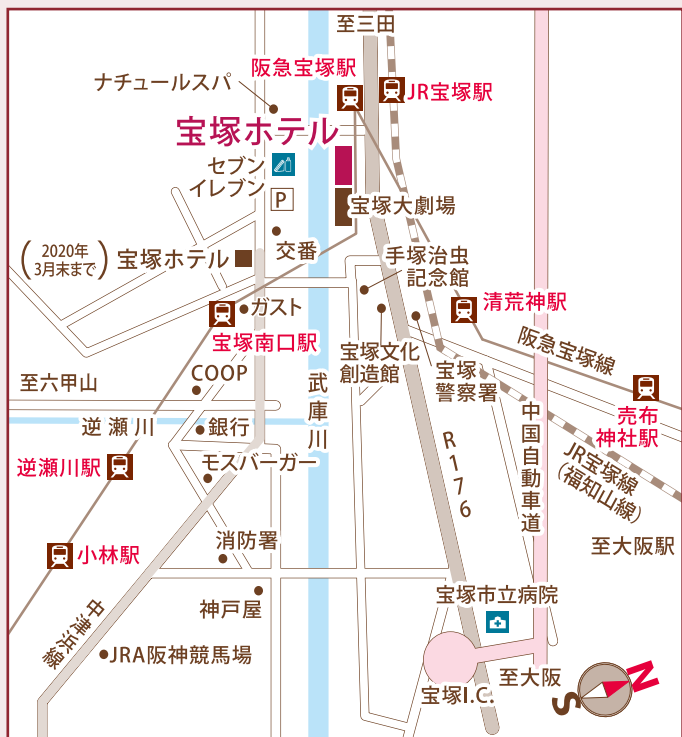 至三田
阪急宝塚駅
JR宝塚駅
ナチュールスパ
宝塚ホテル
セブン
イレブン
P
宝塚大劇場
2020年
3月末まで
宝塚ホテル
交番
手塚治虫
記念館
清荒神駅
ガスト
宝塚南口駅
宝塚文化
創造館
宝塚
警察署
阪急宝塚線
COOP
至六甲山
武庫川
中国自動車道
売布
神社駅
逆瀬川
銀行
R176
JR宝塚線
(福知山線)
逆瀬川駅
モスバーガー
至大阪駅
小林駅
消防署
神戸屋
宝塚市立病院
中津浜線
JRA阪神競馬場
宝塚I.C.
至大阪
N
S